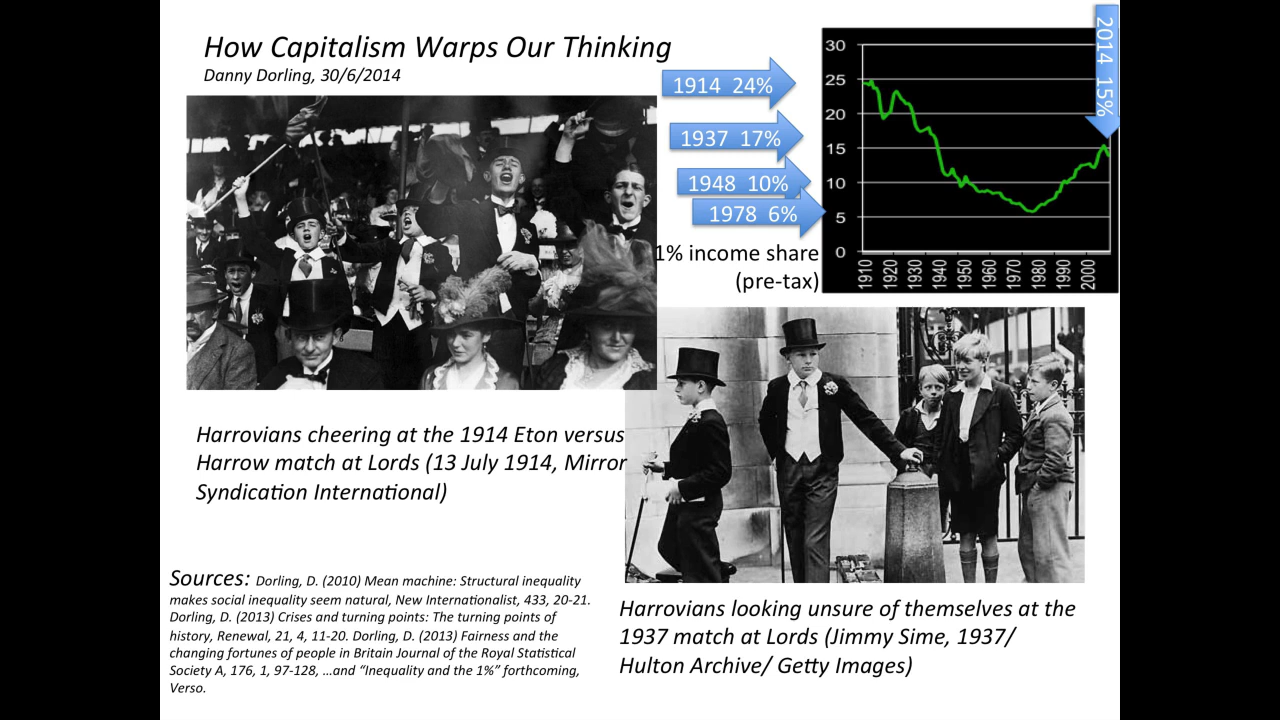 How Capitalism Warps Our Thinking
Danny Dorling, 30/6/2014
1914 24%
1937 17%
1948 10%
1978 6%
1% income share
(pre-tax)
2014 15%
30
25
20
15
10
5
0
1910
1920
1930
1940
1950
1960
1970
1980
1990
2000
Harrovians cheering at the 1914 Eton versus
Harrow match at Lords (13 July 1914, Mirror
Syndication International)
Harrovians looking unsure of themselves at the
1937 match at Lords (Jimmy Sime, 1937/
Hulton Archive/ Getty Images)
Sources: Dorling, D. (2010) Mean machine: Structural inequality
makes social inequality seem natural, New Internationalist, 433, 20-21.
Dorling, D. (2013) Crises and turning points: The turning points of
history, Renewal, 21, 4, 11-20. Dorling, D. (2013) Fairness and the
changing fortunes of people in Britain Journal of the Royal Statistical
Society A, 176, 1, 97-128, …and “Inequality and the 1%” forthcoming,
Verso.